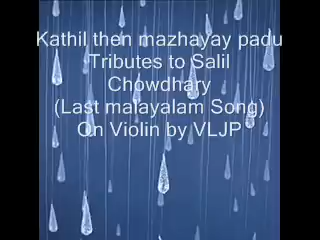 Kathil then mazhayay padu
Tributes to Salil
Chowdhary
(Last malayalam Song)
On Violin by VLJP